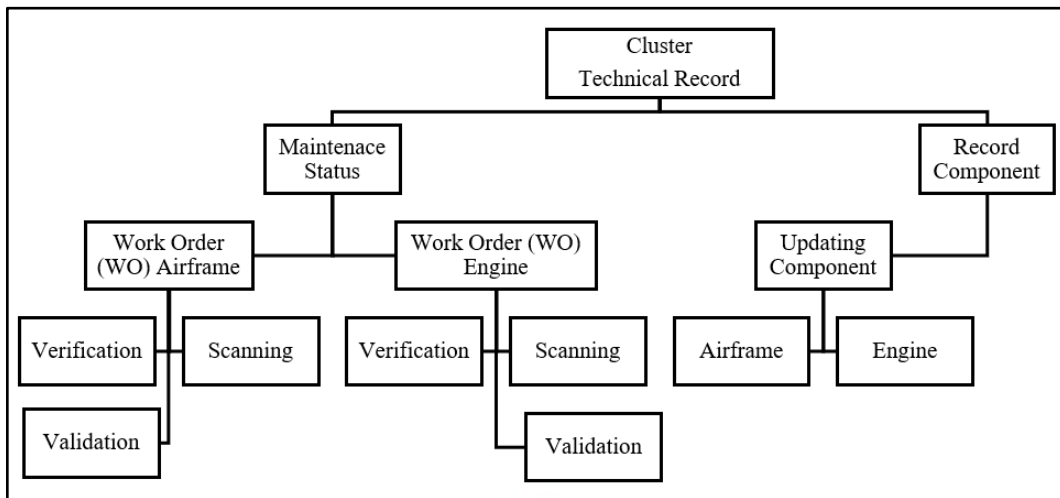 Cluster
Technical Record
Maintenace
Status
Record
Component
Work Order
(WO) Airframe
Work Order (WO)
Engine
Updating
Component
Verification
Scanning
Verification
Scanning
Airframe
Engine
Validation
Validation